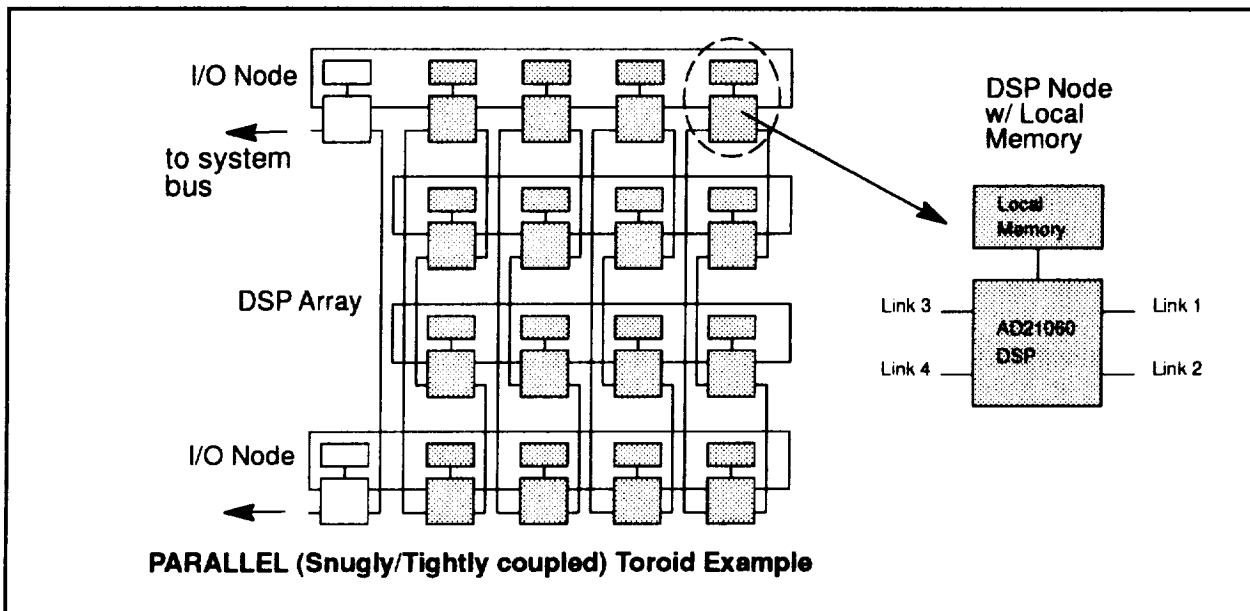 I/O Node
to system
bus
DSP Array
I/O Node
DSP Node
w/ Local
Memory
Local
Memory
Link 3
Link 1
AD21060
DSP
Link 4
Link 2
PARALLEL (Snugly/Tightly coupled) Toroid Example